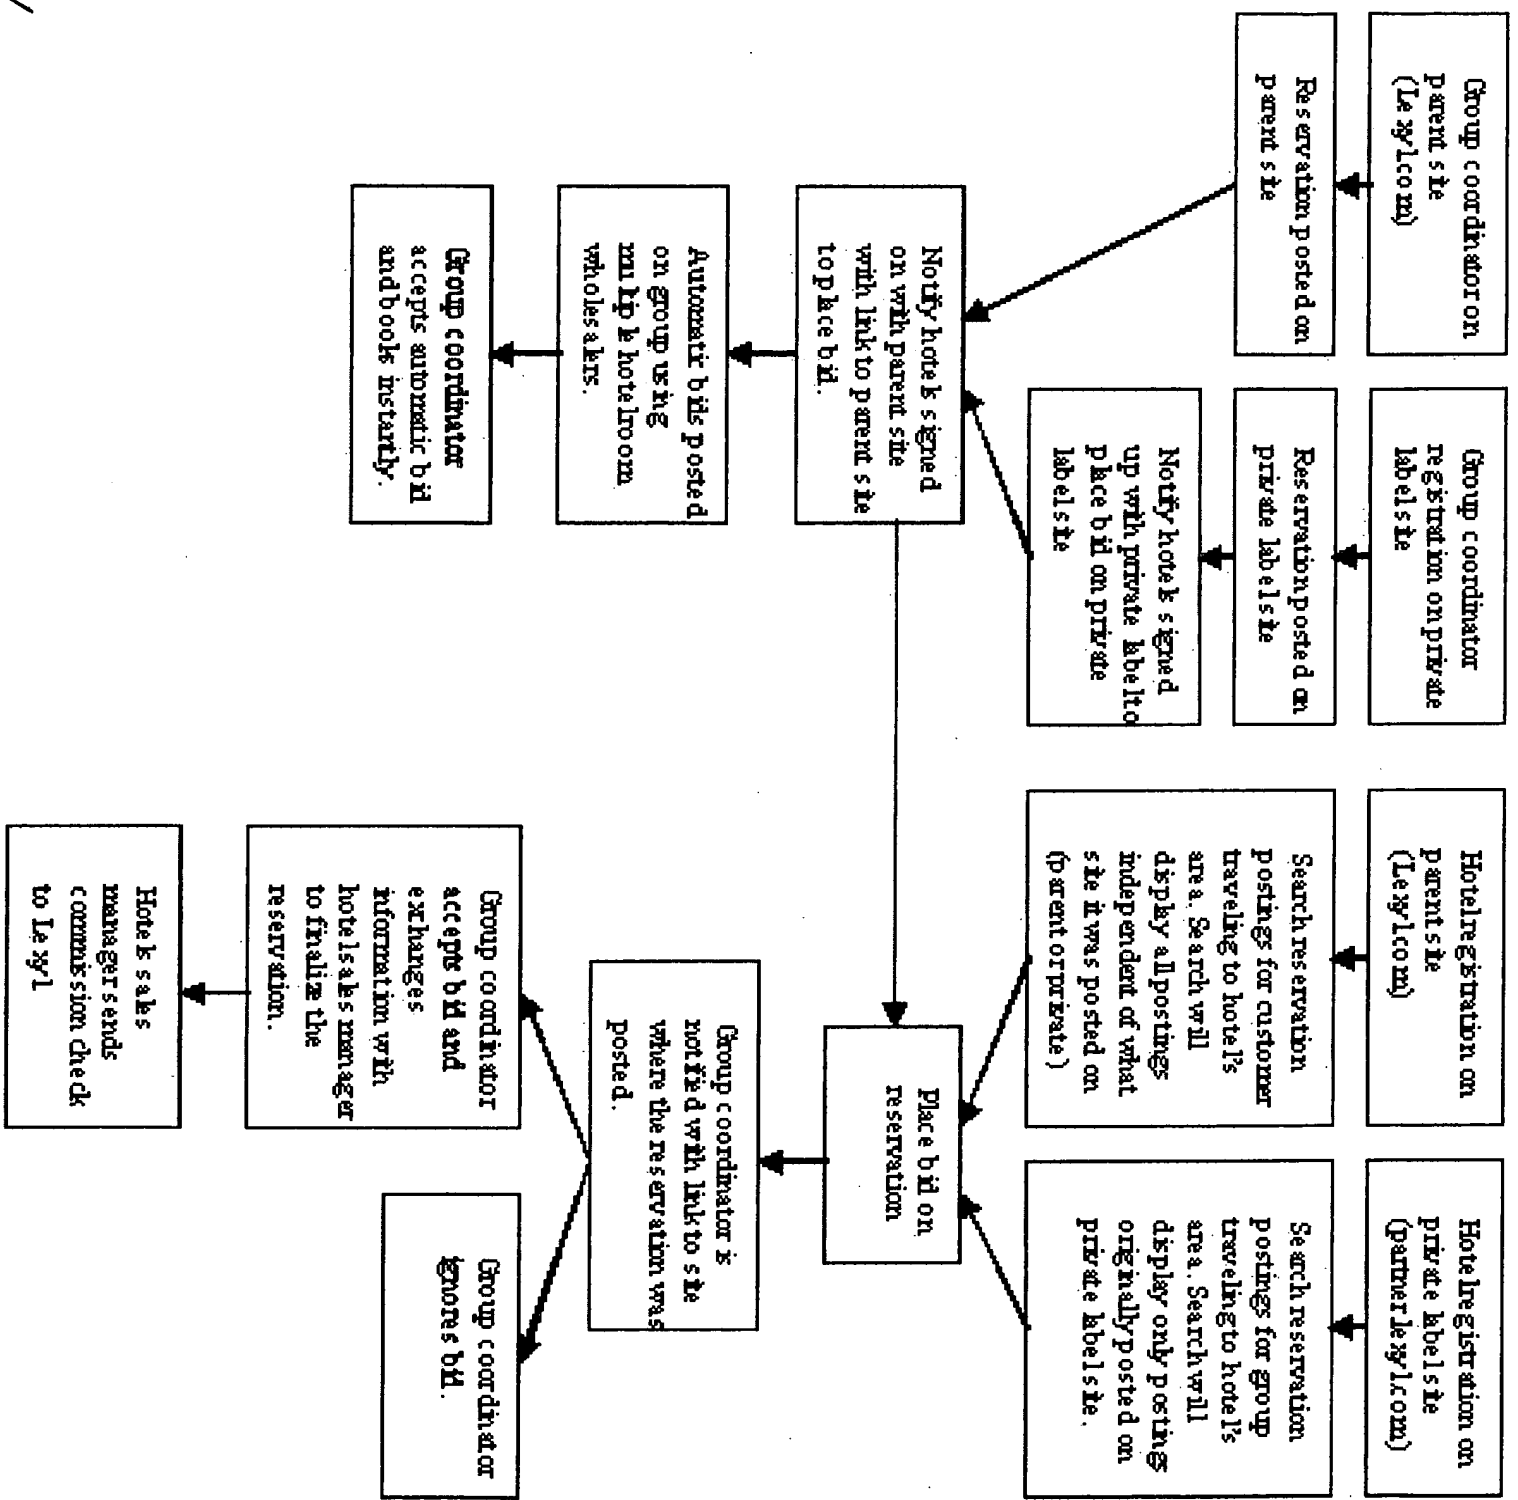 Group coordinator on
parent site
(Lexyl.com)
Reservation posted on
parent site
Group coordinator
registration on private
label site
Reservation posted on
private label site
Notify hotels signed
up with private label to
place bid on private
label site
Notify hotels signed
on with parent site
with link to parent site
to place bid.
Automatic bids posted
on group using
multiple hotel room
wholesalers.
Group coordinator
accepts automatic bid
and books instantly.
Hotel registration on
parent site
(Lexyl.com)
Search reservation
postings for customer
traveling to hotel's
area. Search will
display all postings
independent of what
site it was posted on
(parent or private)
Hotel registration on
private label site
(partner.lexyl.com)
Search reservation
postings for group
traveling to hotel's
area. Search will
display only postings
originally posted on
private label site.
Place bid on
reservation
Group coordinator is
notified with link to site
where the reservation was
posted.
Group coordinator
accepts bid and
exhanges
information with
hotel sales manager
to finalize the
reservation.
Group coordinator
ignores bid.
Hotels sales
manager sends
commission check
to Lexyl